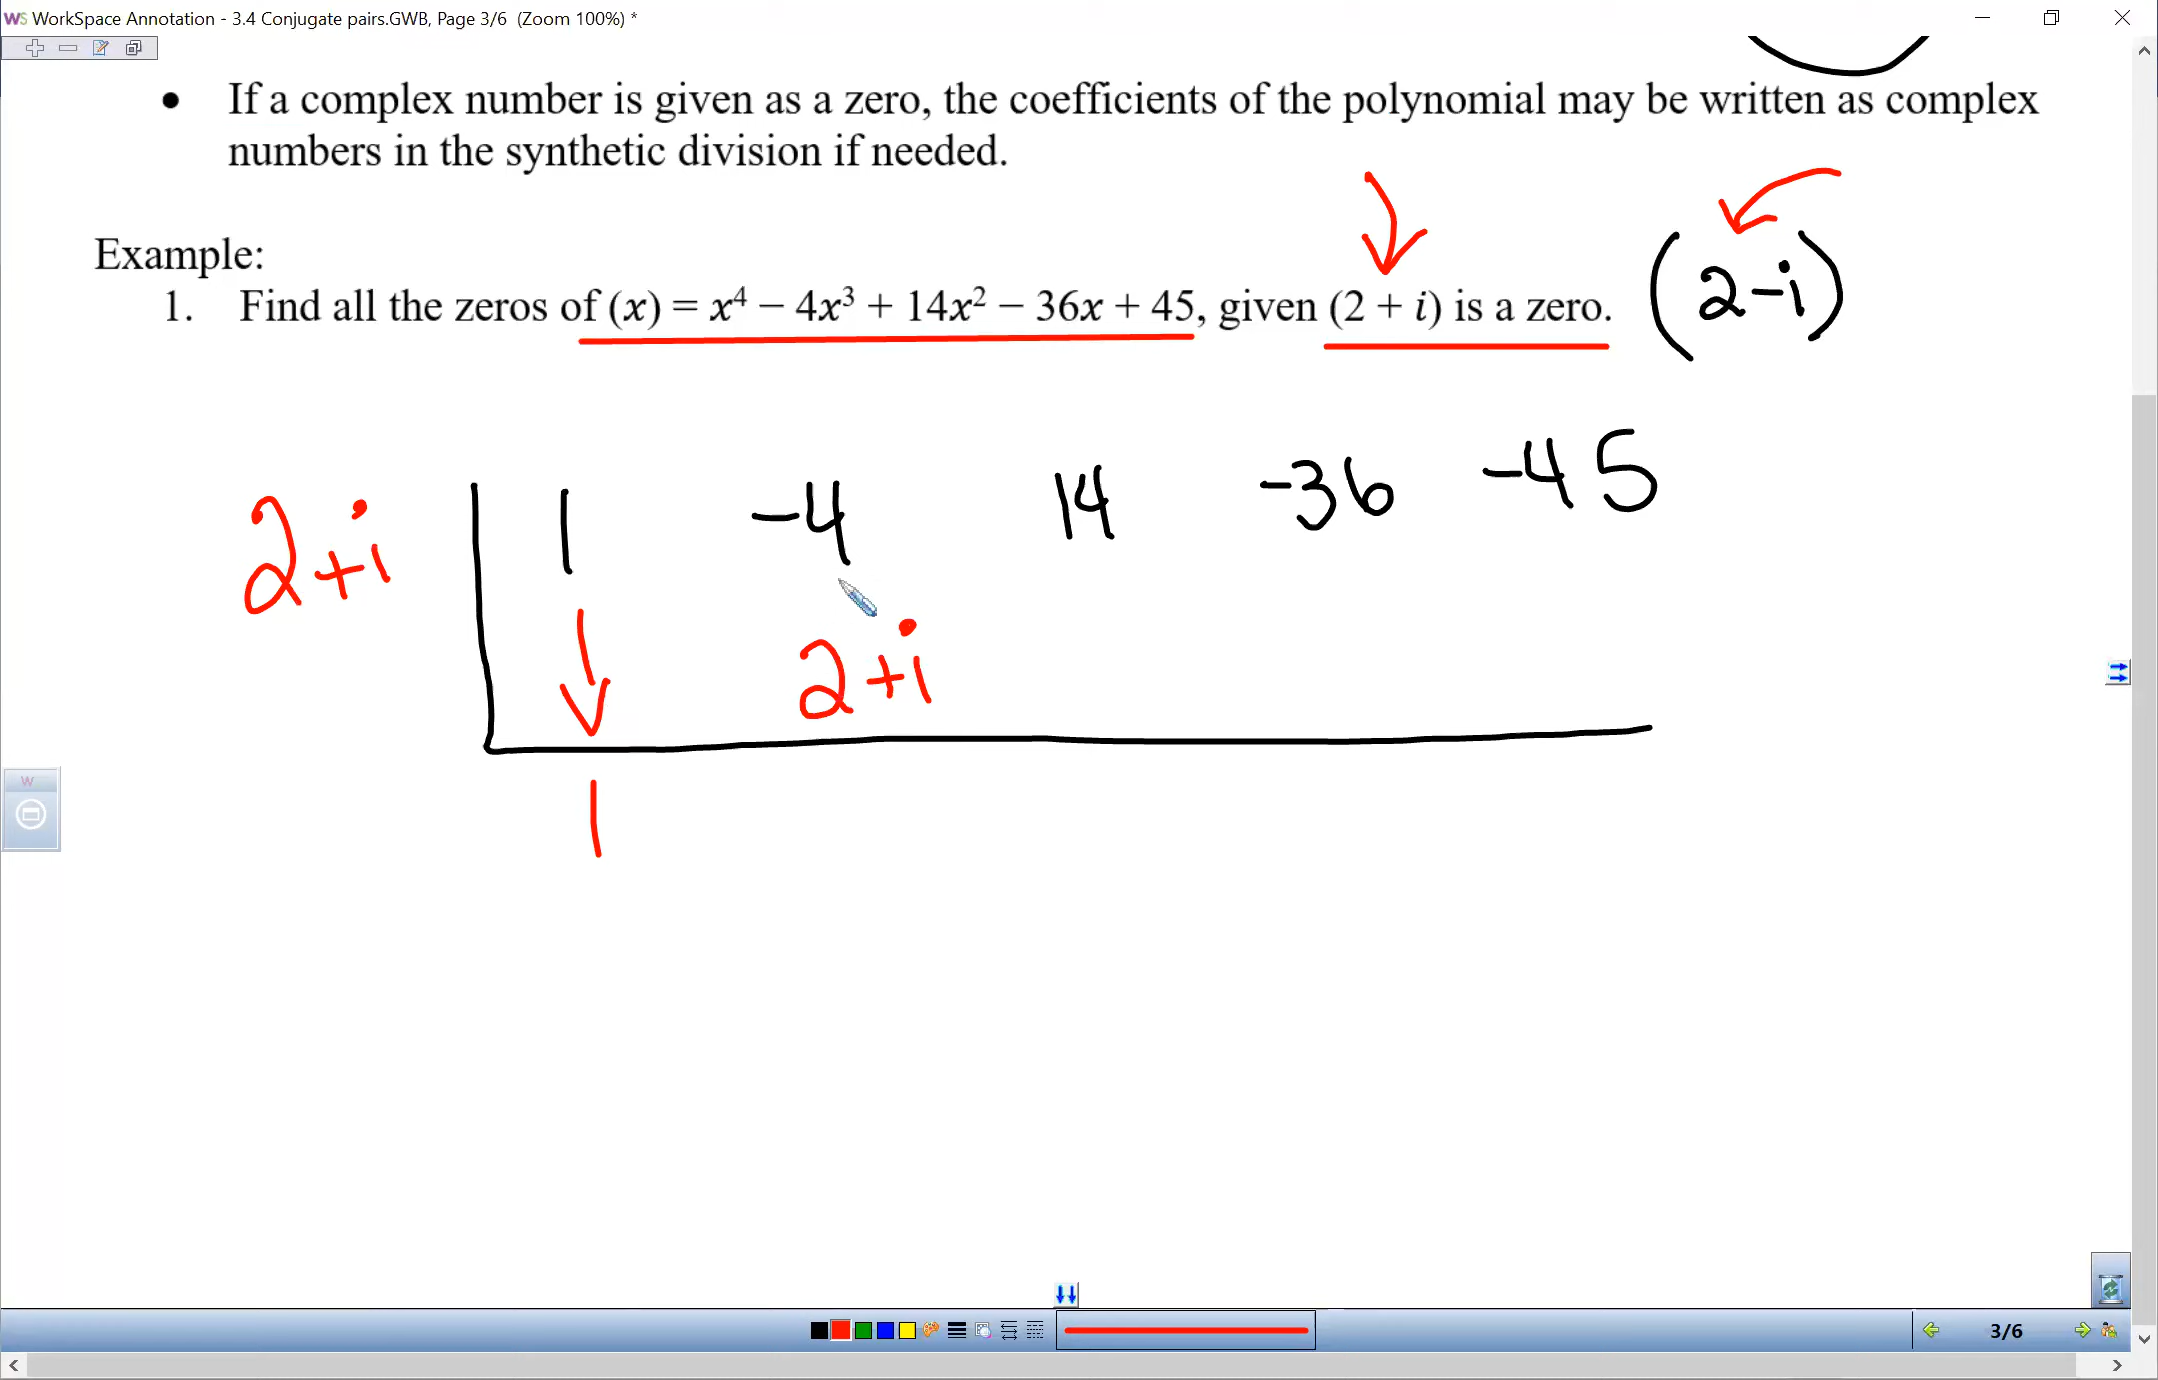 WS WorkSpace Annotation - 3.4 Conjugate pairs.GWB, Page 3/6 (Zoom 100%) *
• If a complex number is given as a zero, the coefficients of the polynomial may be written as complex
numbers in the synthetic division if needed.
Example:
1. Find all the zeros of (x) = x⁴ − 4x³ + 14x² − 36x + 45, given (2 + i) is a zero. (2-i)
2+i 1 -4 14 -36 -45
2+i
1
W
3/6